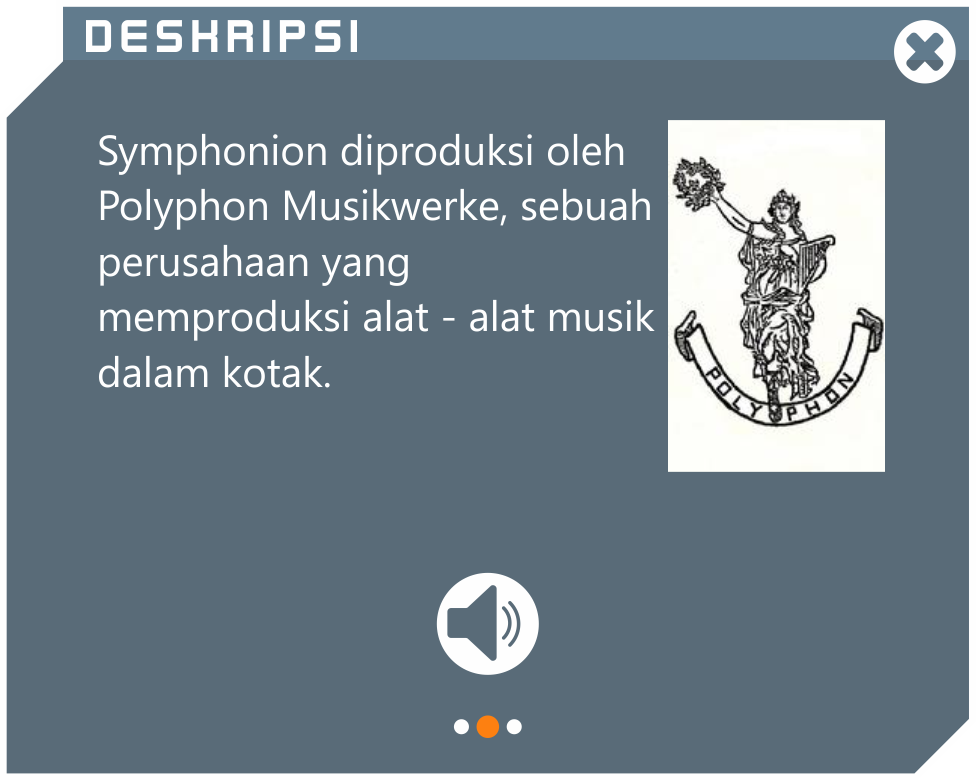 DESKRIPSI
Symphonion diproduksi oleh
Polyphon Musikwerke, sebuah
perusahaan yang
memproduksi alat - alat musik
dalam kotak.
POLYPHON